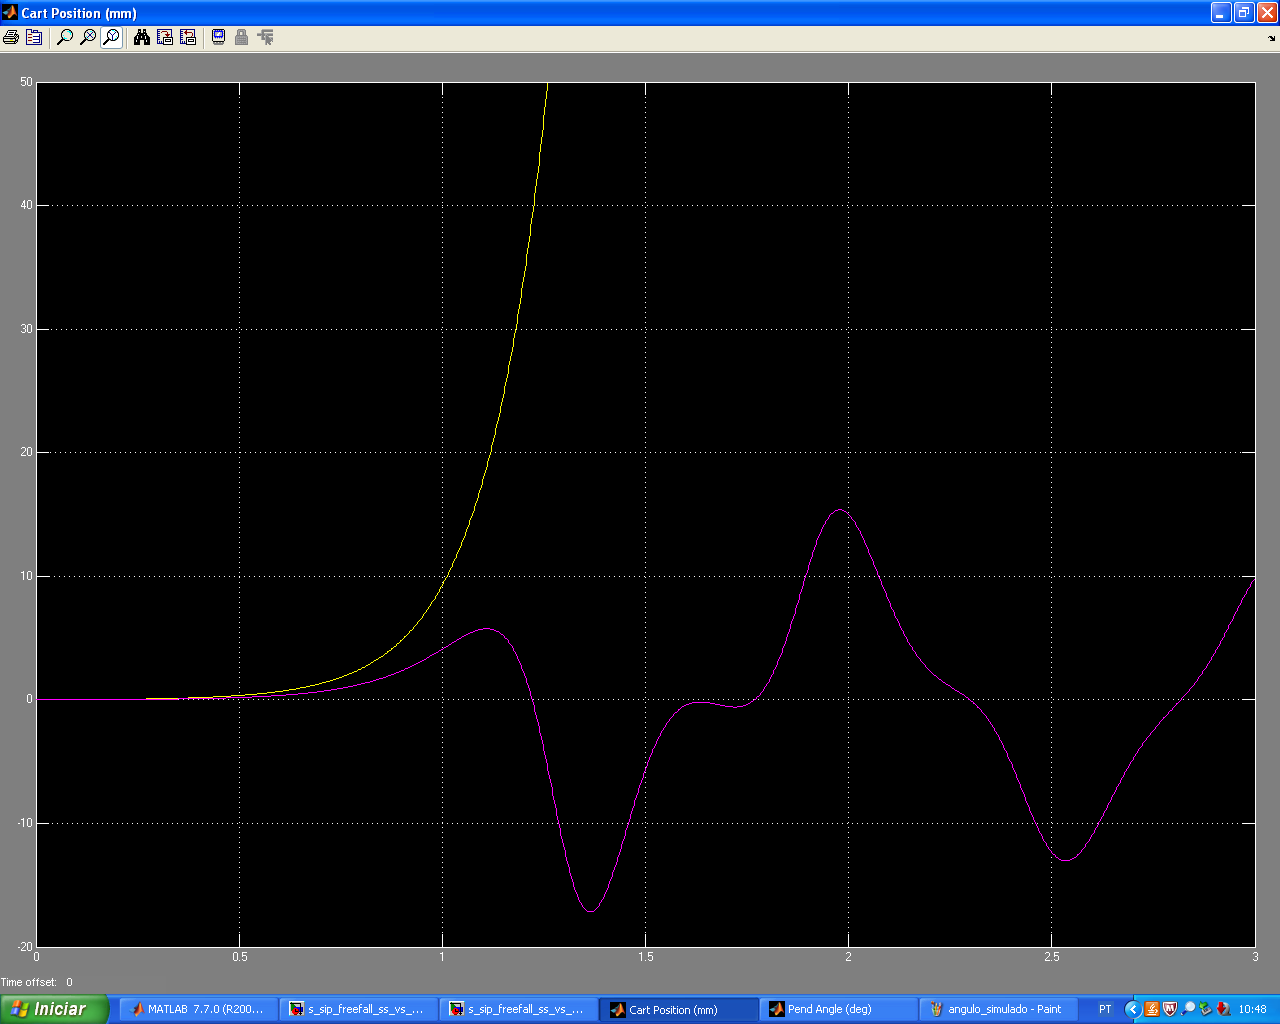 Cart Position (mm)
50
40
30
20
10
0
-10
-20
0 0.5 1 1.5 2 2.5 3
Time offset: 0
Iniciar MATLAB 7.7.0 (R200... s_sip_freefall_ss_vs_... s_sip_freefall_ss_vs_... Cart Position (mm) Pend Angle (deg) angulo_simulado - Paint PT 10:48